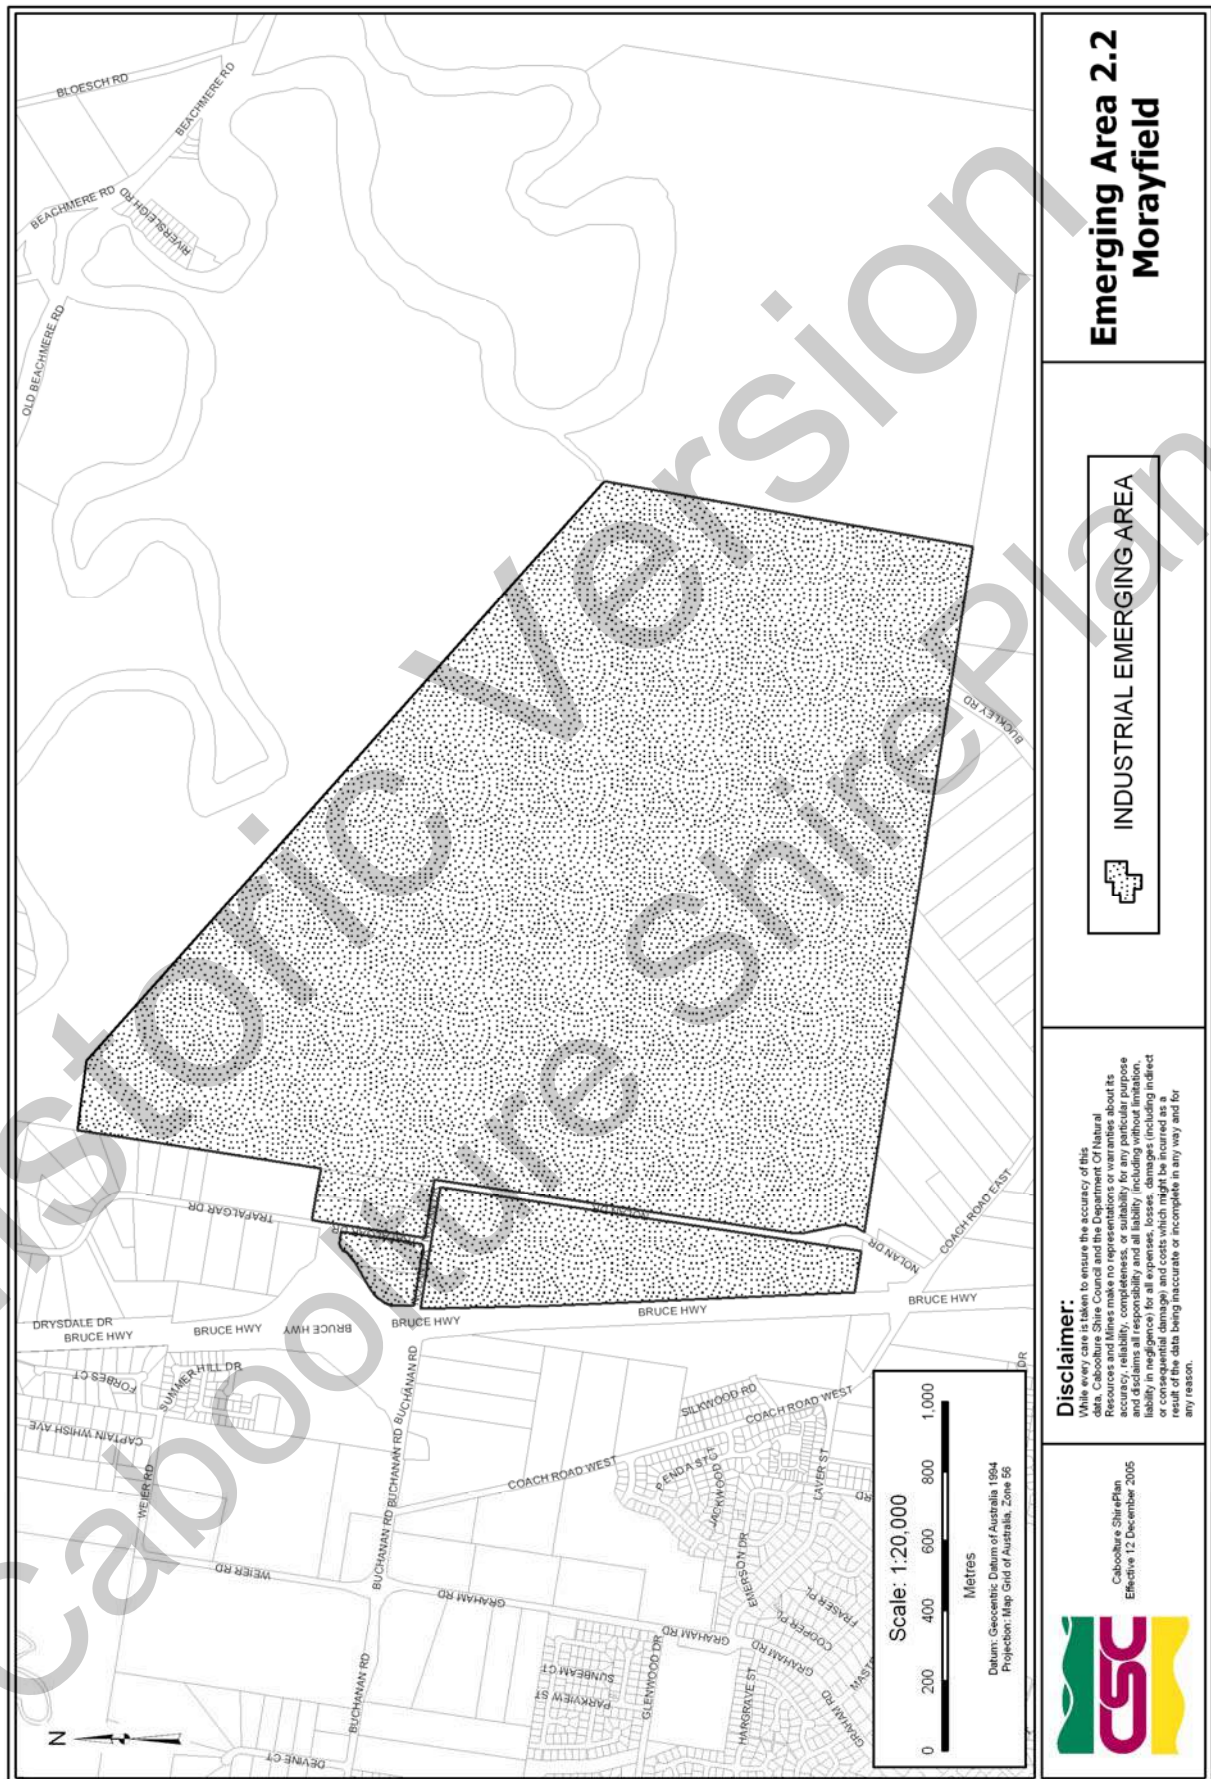 Historic Version
Caboolture ShirePlan
BLOESCH RD
BEACHMERE RD
BEACHMERE RD
RIVERSLEIGH RD
OLD BEACHMERE RD
TRAFALGAR DR
DRYSDALE DR
BRUCE HWY
BRUCE HWY
BRUCE HWY
BRUCE HWY
BRUCE HWY
BRUCE HWY
FORBES CT
SUMMER HILL DR
CAPTAIN WHISH AVE
WEIER RD
WEIER RD
BUCHANAN RD
BUCHANAN RD
BUCHANAN RD
BUCHANAN RD
COACH ROAD WEST
COACH ROAD WEST
COACH ROAD EAST
NOLAN DR
BUCKLEY RD
SILKWOOD RD
PENDA ST
CT
JACKWOOD
LAVER ST
RD
DR
EMERSON DR
FRASER PL
COOPER PL
GRAHAM RD
GRAHAM RD
GRAHAM RD
GRAHAM RD
SUNBEAM CT
PARKVIEW ST
GLENWOOD DR
HARGRAVE ST
DEVINE CT
N
Scale: 1:20,000
0 200 400 600 800 1,000
Metres
Datum: Geocentric Datum of Australia 1994
Projection: Map Grid of Australia, Zone 56
CSC
Caboolture ShirePlan
Effective 12 December 2005
Disclaimer:
While every care is taken to ensure the accuracy of this
data, Caboolture Shire Council and the Department Of Natural
Resources and Mines make no representations or warranties about its
accuracy, reliability, completeness, or suitability for any particular purpose
and disclaims all responsibility and all liability (including without limitation,
liability in negligence) for all expenses, losses, damages (including indirect
or consequential damage) and costs which might be incurred as a
result of the data being inaccurate or incomplete in any way and for
any reason.
INDUSTRIAL EMERGING AREA
Emerging Area 2.2
Morayfield